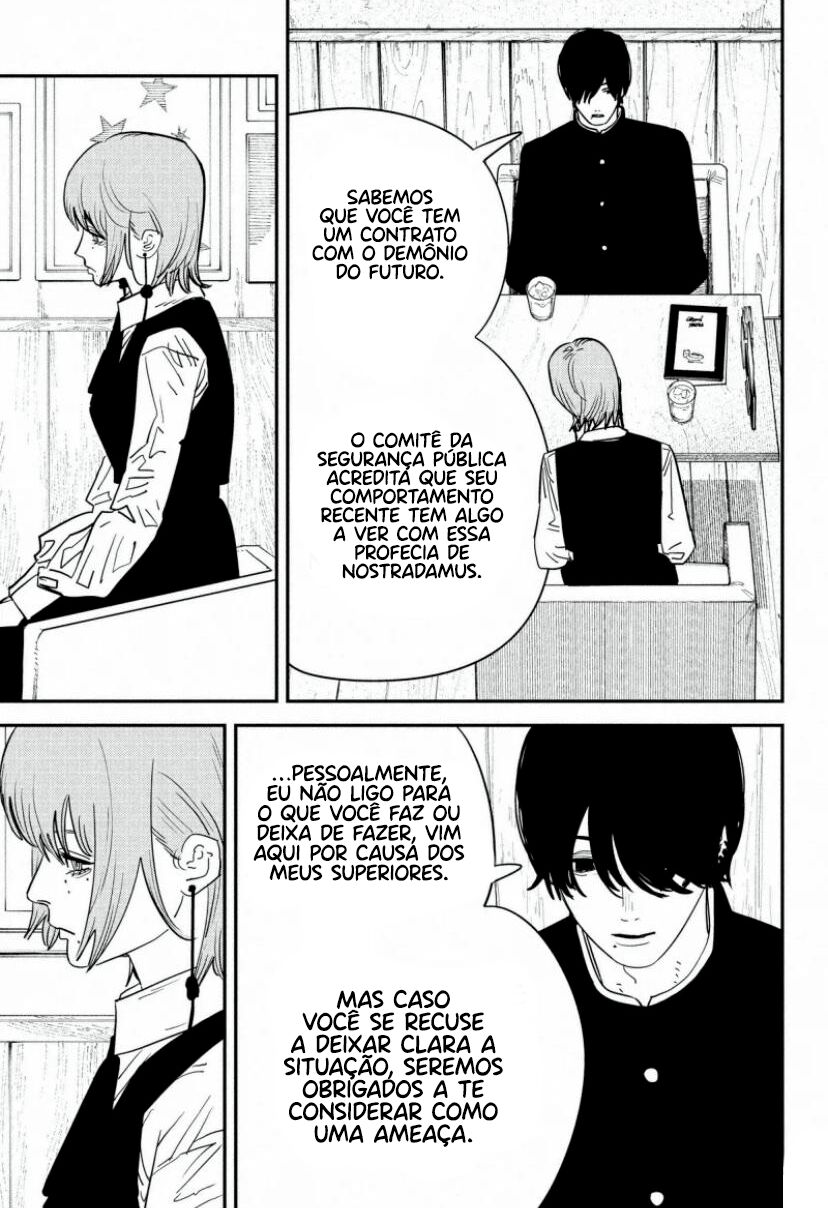 SABEMOS
QUE VOCÊ TEM
UM CONTRATO
COM O DEMÔNIO
DO FUTURO.
O COMITÊ DA
SEGURANÇA PÚBLICA
ACREDITA QUE SEU
COMPORTAMENTO
RECENTE TEM ALGO
A VER COM ESSA
PROFECIA DE
NOSTRADAMUS.
...PESSOALMENTE,
EU NÃO LIGO PARA
O QUE VOCÊ FAZ OU
DEIXA DE FAZER, VIM
AQUI POR CAUSA DOS
MEUS SUPERIORES.
MAS CASO
VOCÊ SE RECUSE
A DEIXAR CLARA A
SITUAÇÃO, SEREMOS
OBRIGADOS A TE
CONSIDERAR COMO
UMA AMEAÇA.